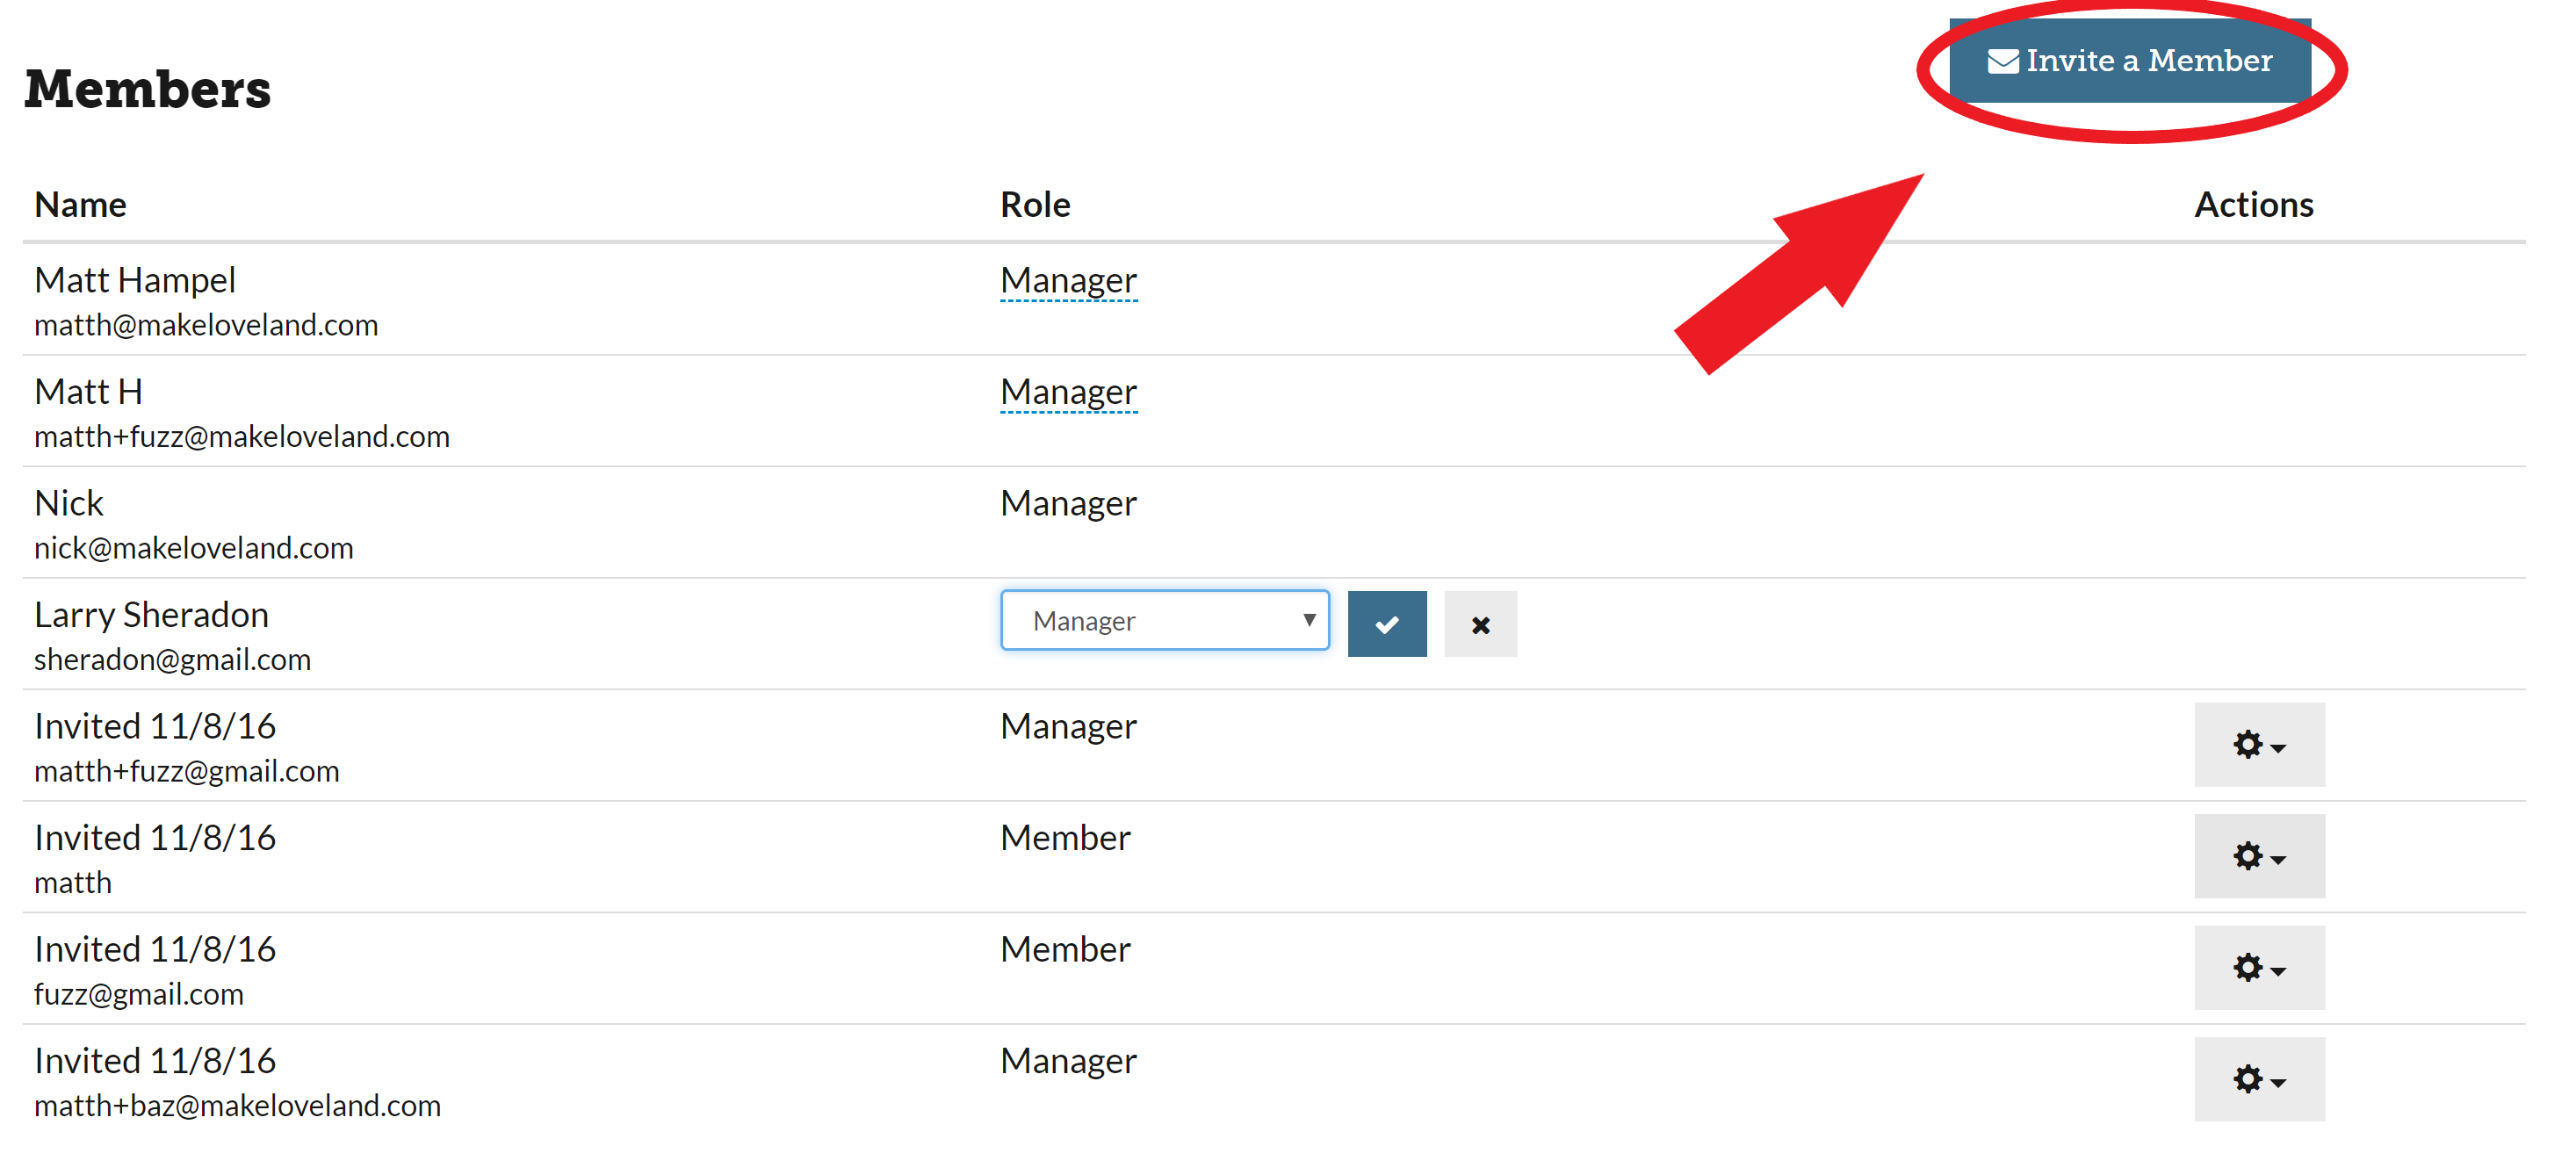 Invite a Member
Members
Name Role Actions
Matt Hampel Manager
matth@makeloveland.com
Matt H Manager
matth+fuzz@makeloveland.com
Nick Manager
nick@makeloveland.com
Larry Sheradon Manager
sheradon@gmail.com
Invited 11/8/16 Manager
matth+fuzz@gmail.com
Invited 11/8/16 Member
matth
Invited 11/8/16 Member
fuzz@gmail.com
Invited 11/8/16 Manager
matth+baz@makeloveland.com